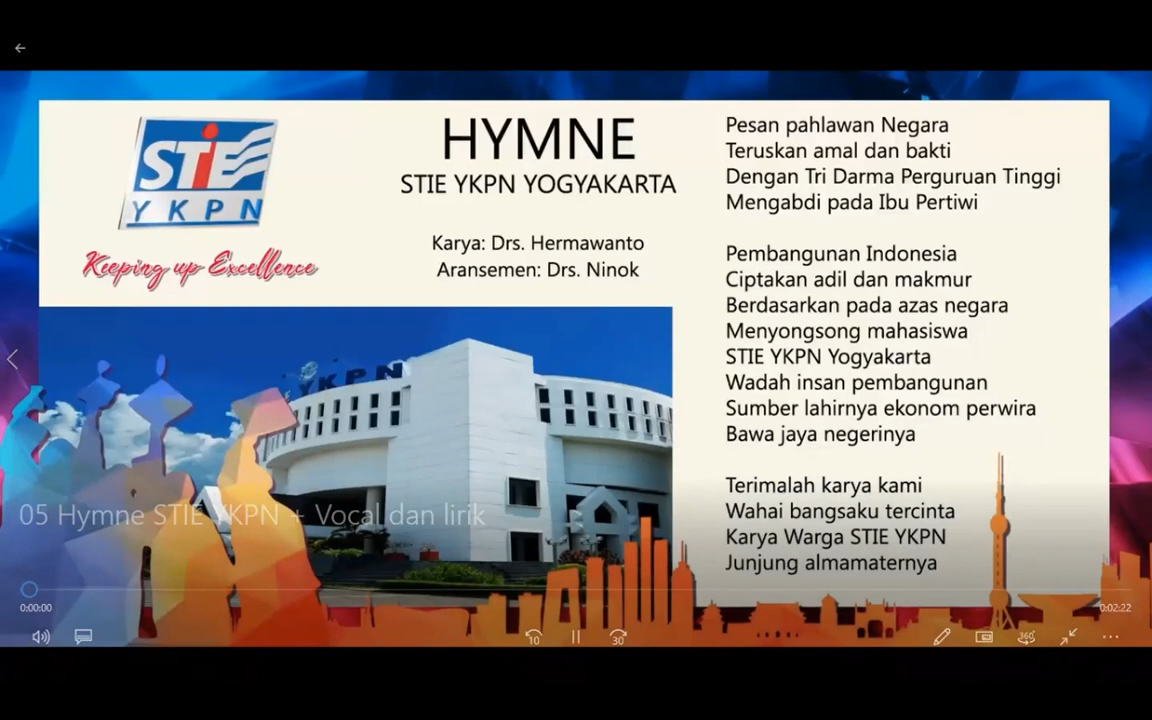 STiE
YKPN
Keeping up Excellence
HYMNE
STIE YKPN YOGYAKARTA
Karya: Drs. Hermawanto
Aransemen: Drs. Ninok
YKPN
Pesan pahlawan Negara
Teruskan amal dan bakti
Dengan Tri Darma Perguruan Tinggi
Mengabdi pada Ibu Pertiwi
Pembangunan Indonesia
Ciptakan adil dan makmur
Berdasarkan pada azas negara
Menyongsong mahasiswa
STIE YKPN Yogyakarta
Wadah insan pembangunan
Sumber lahirnya ekonom perwira
Bawa jaya negerinya
Terimalah karya kami
Wahai bangsaku tercinta
Karya Warga STIE YKPN
Junjung almamaternya
05 Hymne STIE YKPN + Vocal dan lirik
0:00:00
0:02:22
10
30
360